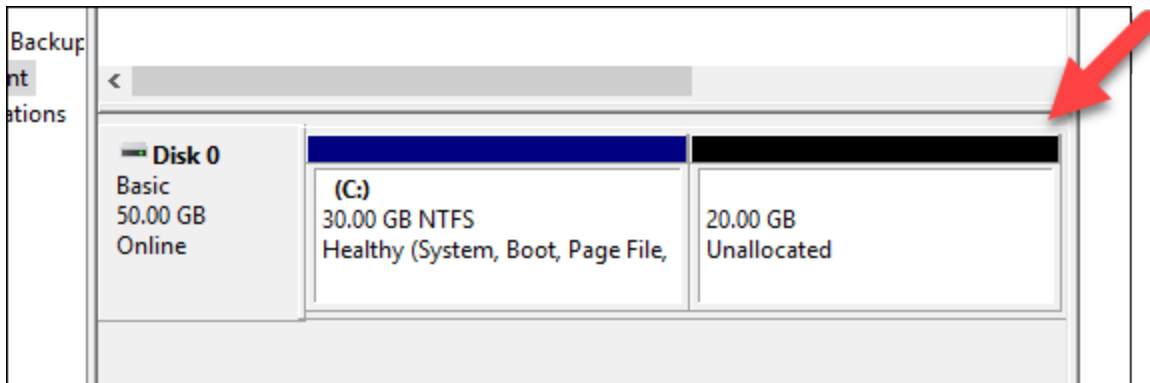 Backup
nt
ations
Disk 0
Basic
50.00 GB
Online
(C:)
30.00 GB NTFS
Healthy (System, Boot, Page File,
20.00 GB
Unallocated